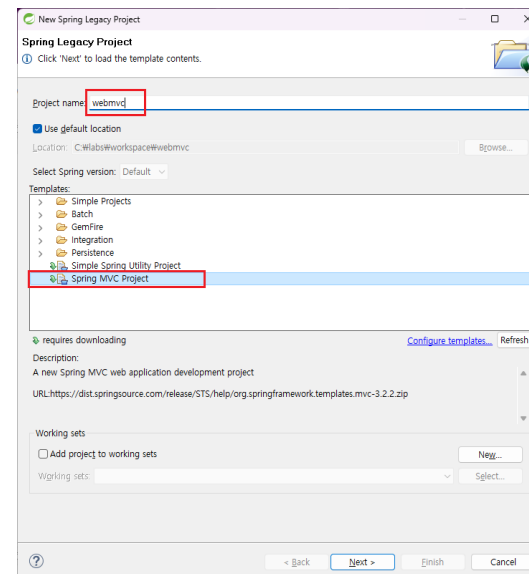 New Spring Legacy Project
Spring Legacy Project
Click 'Next' to load the template contents.
Project name: webmvc
Use default location
Location: C:₩labs₩workspace₩webmvc Browse...
Select Spring version: Default
Templates:
Simple Projects
Batch
GemFire
Integration
Persistence
Simple Spring Utility Project
Spring MVC Project
requires downloading Configure templates... Refresh
Description:
A new Spring MVC web application development project
URL:https://dist.springsource.com/release/STS/help/org.springframework.templates.mvc-3.2.2.zip
Working sets
Add project to working sets New...
Working sets: Select...
? < Back Next > Finish Cancel